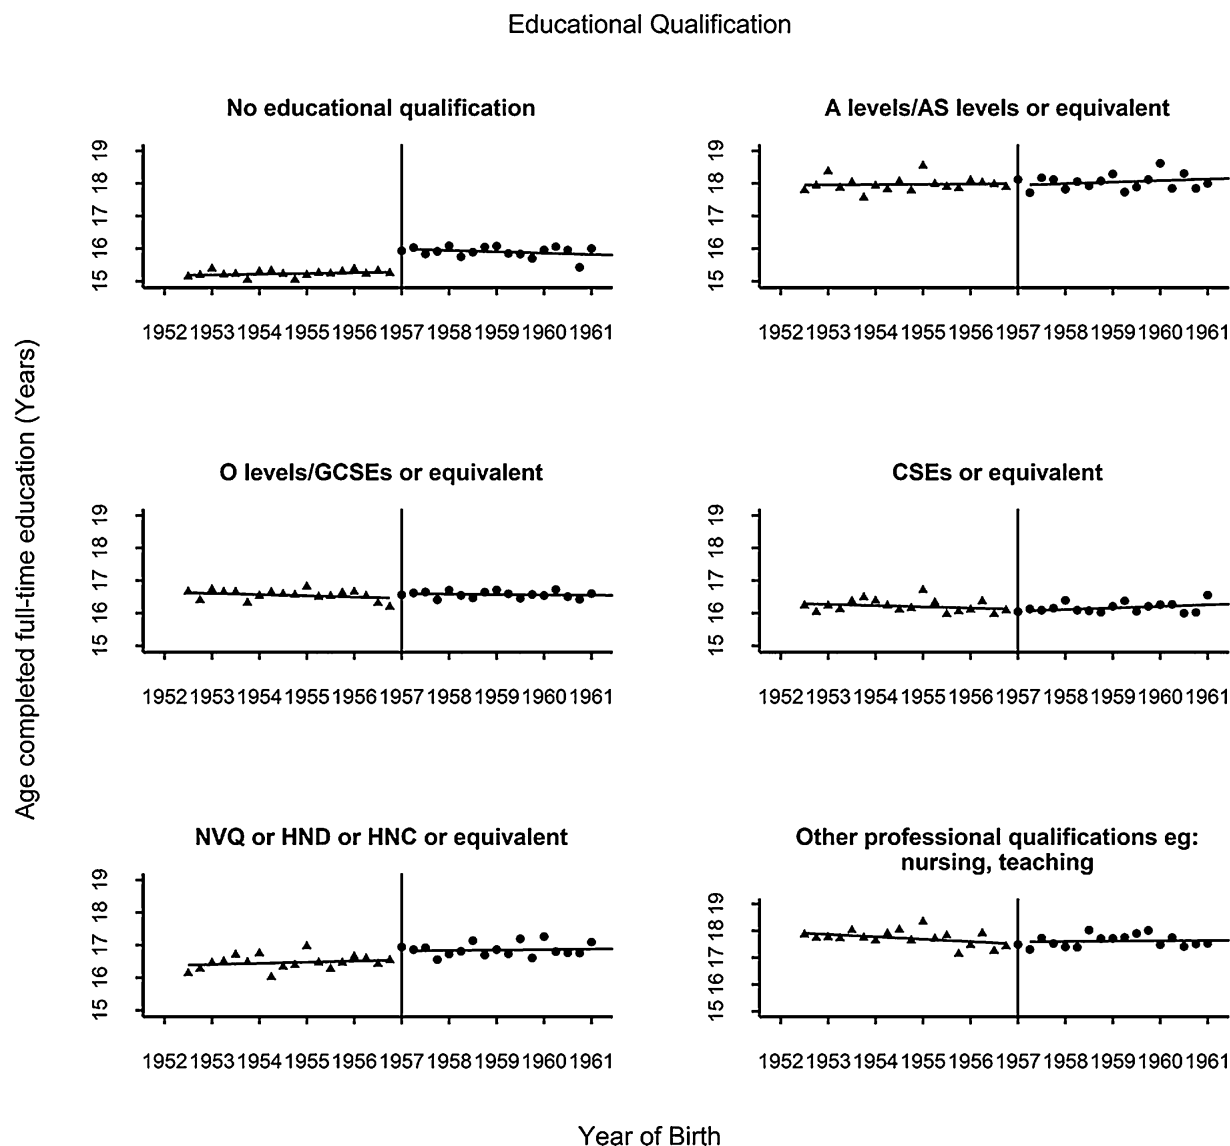 Educational Qualification
No educational qualification
19
18
17
16
15
1952 1953 1954 1955 1956 1957 1958 1959 1960 1961
A levels/AS levels or equivalent
19
18
17
16
15
1952 1953 1954 1955 1956 1957 1958 1959 1960 1961
Age completed full-time education (Years)
O levels/GCSEs or equivalent
19
18
17
16
15
1952 1953 1954 1955 1956 1957 1958 1959 1960 1961
CSEs or equivalent
19
18
17
16
15
1952 1953 1954 1955 1956 1957 1958 1959 1960 1961
NVQ or HND or HNC or equivalent
19
18
17
16
15
1952 1953 1954 1955 1956 1957 1958 1959 1960 1961
Other professional qualifications eg:
nursing, teaching
19
18
17
16
15
1952 1953 1954 1955 1956 1957 1958 1959 1960 1961
Year of Birth